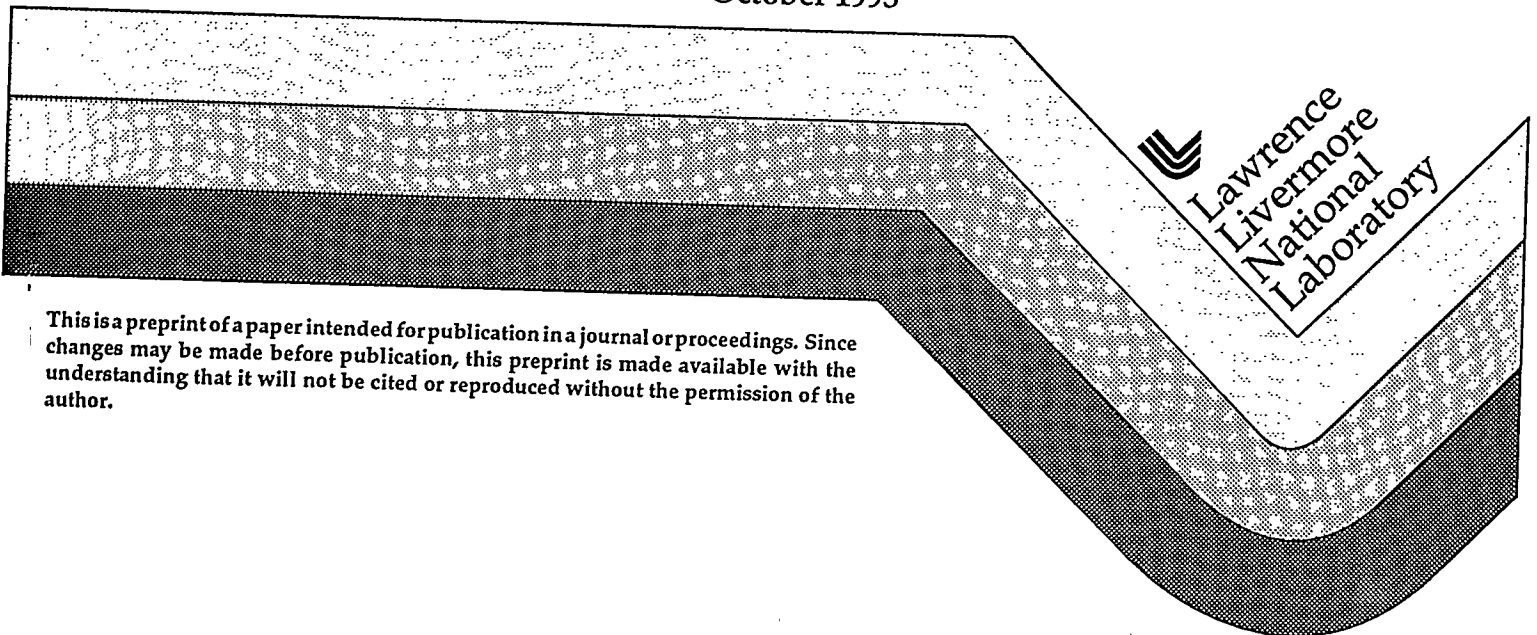 Lawrence
Livermore
National
Laboratory
This is a preprint of a paper intended for publication in a journal or proceedings. Since
changes may be made before publication, this preprint is made available with the
understanding that it will not be cited or reproduced without the permission of the
author.